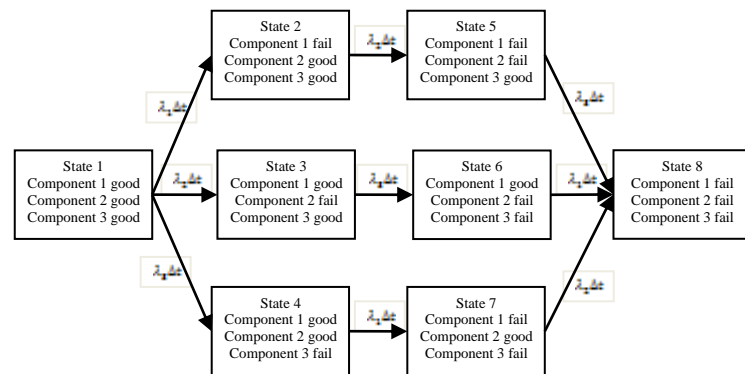 State 2
Component 1 fail
Component 2 good
Component 3 good
State 5
Component 1 fail
Component 2 fail
Component 3 good
State 1
Component 1 good
Component 2 good
Component 3 good
State 3
Component 1 good
Component 2 fail
Component 3 good
State 6
Component 1 good
Component 2 fail
Component 3 fail
State 8
Component 1 fail
Component 2 fail
Component 3 fail
State 4
Component 1 good
Component 2 good
Component 3 fail
State 7
Component 1 fail
Component 2 good
Component 3 fail